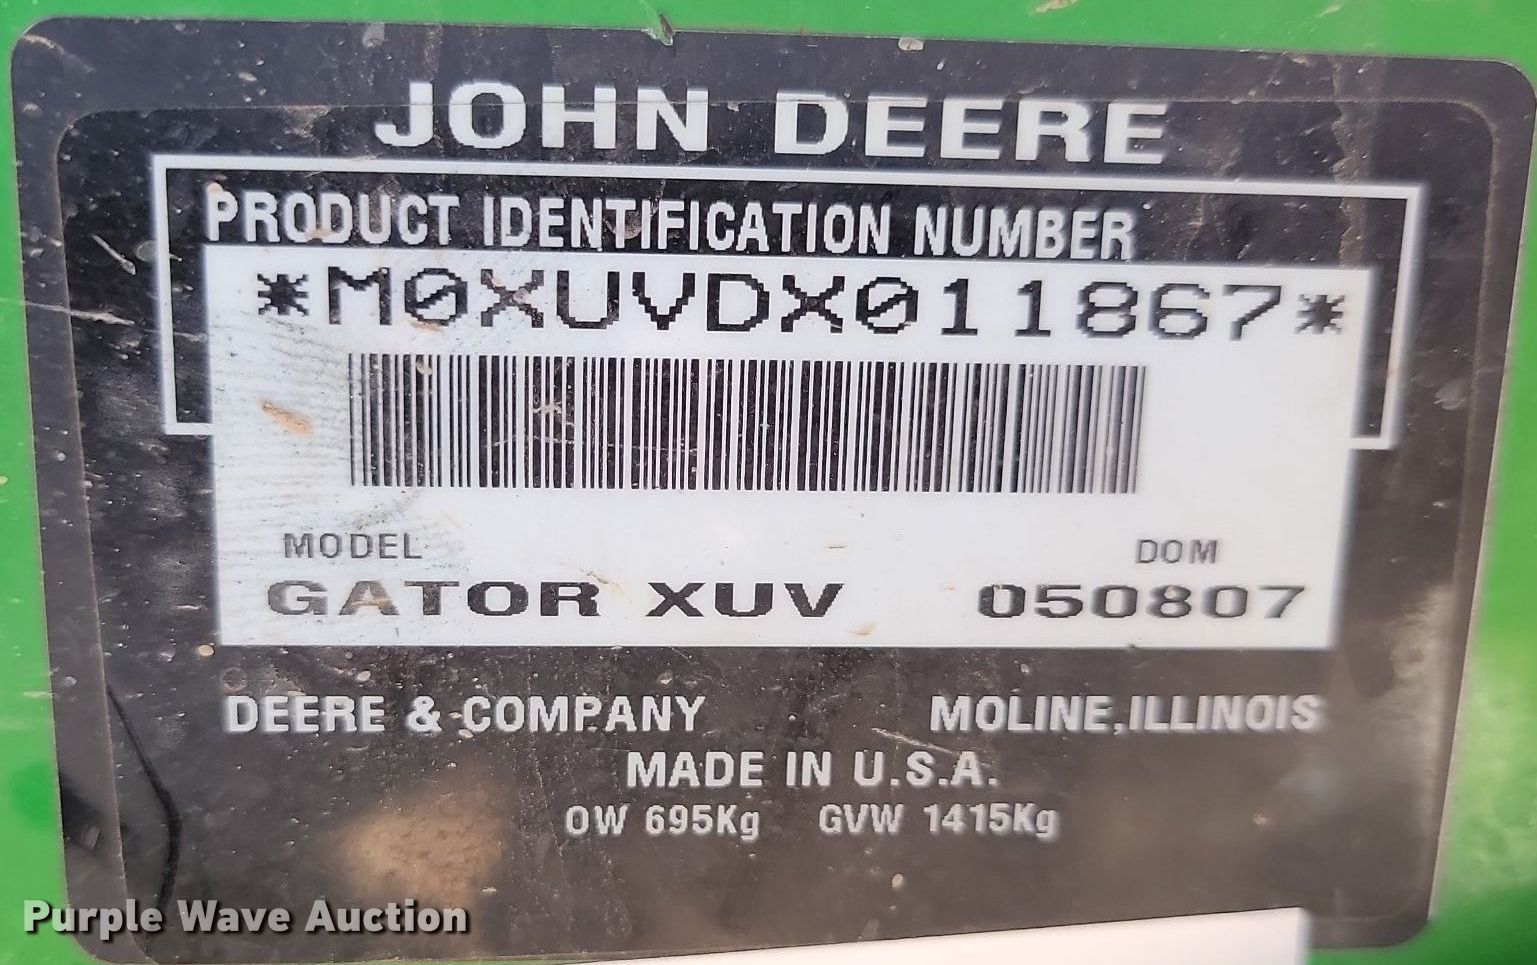 JOHN DEERE
PRODUCT IDENTIFICATION NUMBER
*M0XUVDX011867*
MODEL DOM
GATOR XUV 050807
DEERE & COMPANY MOLINE, ILLINOIS
MADE IN U.S.A.
OW 695Kg GVW 1415Kg
Purple Wave Auction